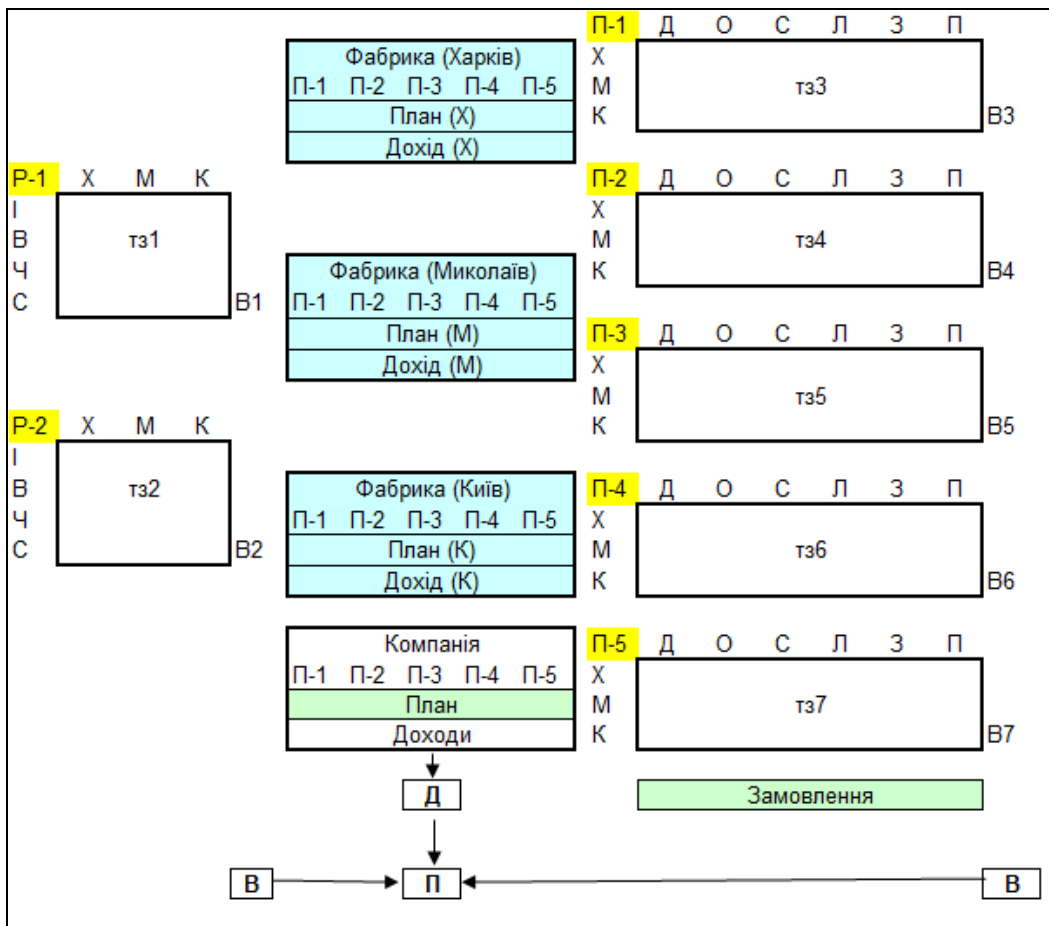 Р-1 Х М К
І
В
Ч
С
тз1
В1
Р-2 Х М К
І
В
Ч
С
тз2
В2
Фабрика (Харків)
П-1 П-2 П-3 П-4 П-5
План (Х)
Дохід (Х)
Фабрика (Миколаїв)
П-1 П-2 П-3 П-4 П-5
План (М)
Дохід (М)
Фабрика (Київ)
П-1 П-2 П-3 П-4 П-5
План (К)
Дохід (К)
Компанія
П-1 П-2 П-3 П-4 П-5
План
Доходи
Д
П-1 Д О С Л З П
Х
М
К
тз3
В3
П-2 Д О С Л З П
Х
М
К
тз4
В4
П-3 Д О С Л З П
Х
М
К
тз5
В5
П-4 Д О С Л З П
Х
М
К
тз6
В6
П-5 Д О С Л З П
Х
М
К
тз7
В7
Замовлення
В П В